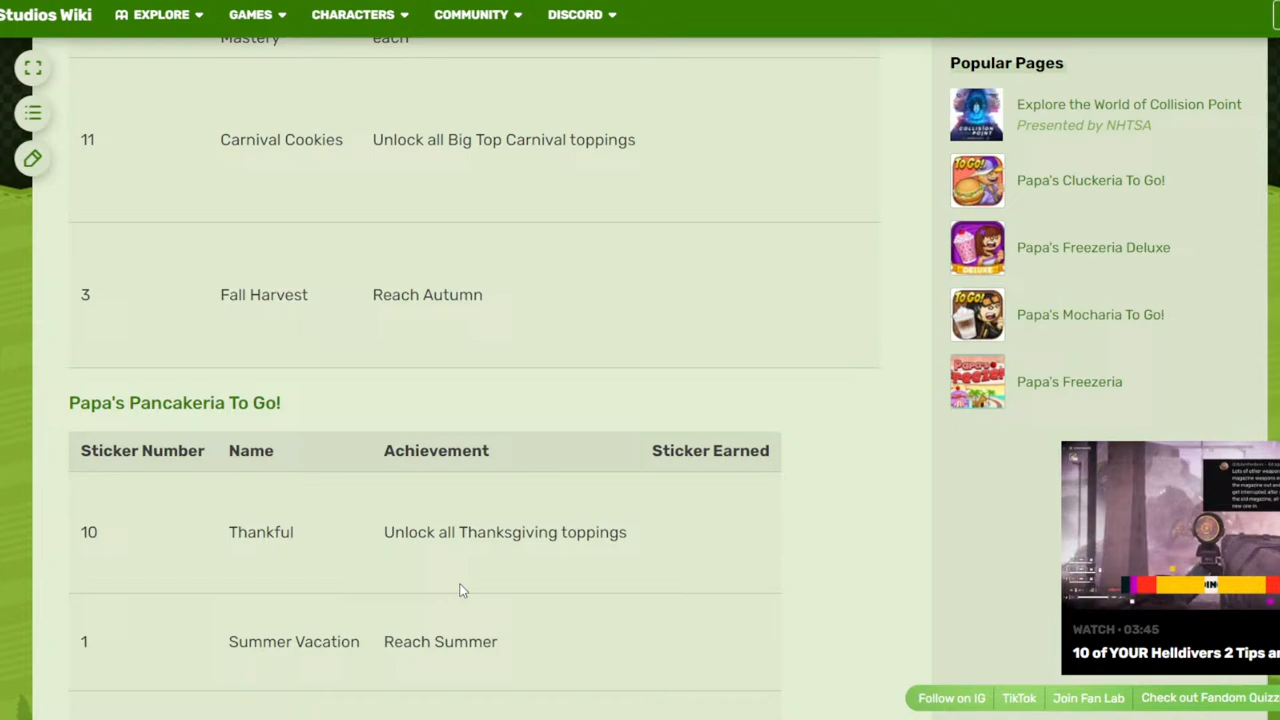 Studios Wiki EXPLORE GAMES CHARACTERS COMMUNITY DISCORD
Mastery each
11 Carnival Cookies Unlock all Big Top Carnival toppings
3 Fall Harvest Reach Autumn
Papa's Pancakeria To Go!
Sticker Number Name Achievement Sticker Earned
10 Thankful Unlock all Thanksgiving toppings
1 Summer Vacation Reach Summer
Popular Pages
Explore the World of Collision Point
Presented by NHTSA
Papa's Cluckeria To Go!
Papa's Freezeria Deluxe
Papa's Mocharia To Go!
Papa's Freezeria
WATCH • 03:45
10 of YOUR Helldivers 2 Tips
Follow on IG TikTok Join Fan Lab Check out Fandom Quizz